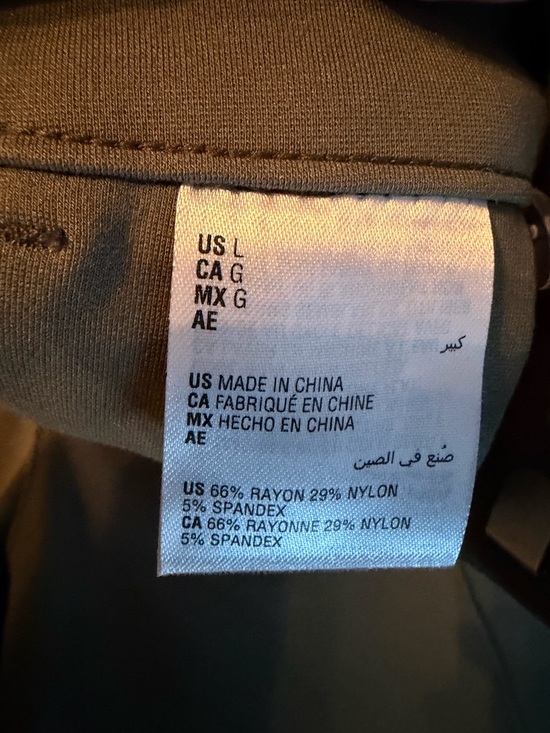 US L
CA G
MX G
AE
كبير
US MADE IN CHINA
CA FABRIQUÉ EN CHINE
MX HECHO EN CHINA
AE
صُنع في الصين
US 66% RAYON 29% NYLON
5% SPANDEX
CA 66% RAYONNE 29% NYLON
5% SPANDEX